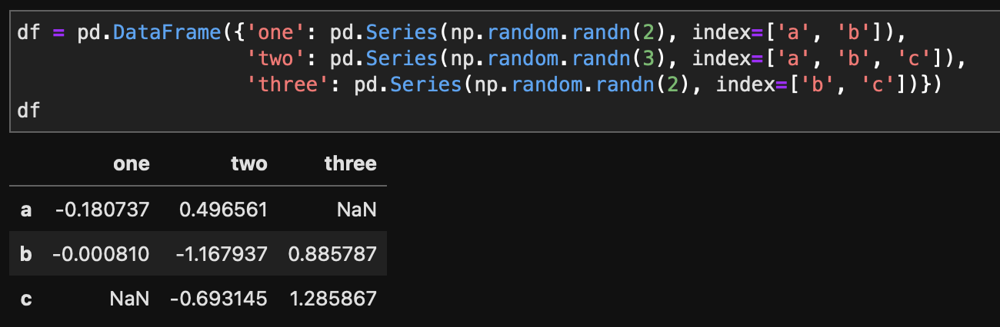 df = pd.DataFrame({'one': pd.Series(np.random.randn(2), index=['a', 'b']),
'two': pd.Series(np.random.randn(3), index=['a', 'b', 'c']),
'three': pd.Series(np.random.randn(2), index=['b', 'c'])})
df
one two three
a -0.180737 0.496561 NaN
b -0.000810 -1.167937 0.885787
c NaN -0.693145 1.285867